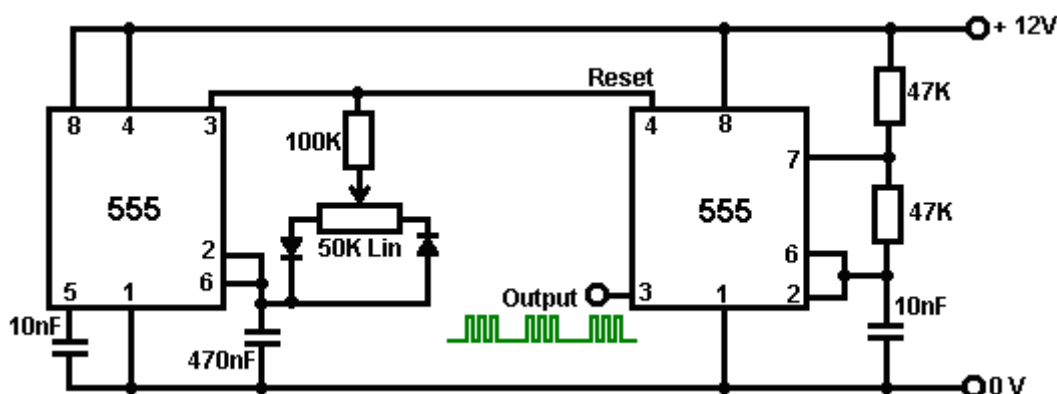 + 12V
Reset
47K
8 4 3
4 8
100K
7
555
555
47K
50K Lin
2
6
6
5 1
Output
3 1
2
10nF
10nF
470nF
0 V